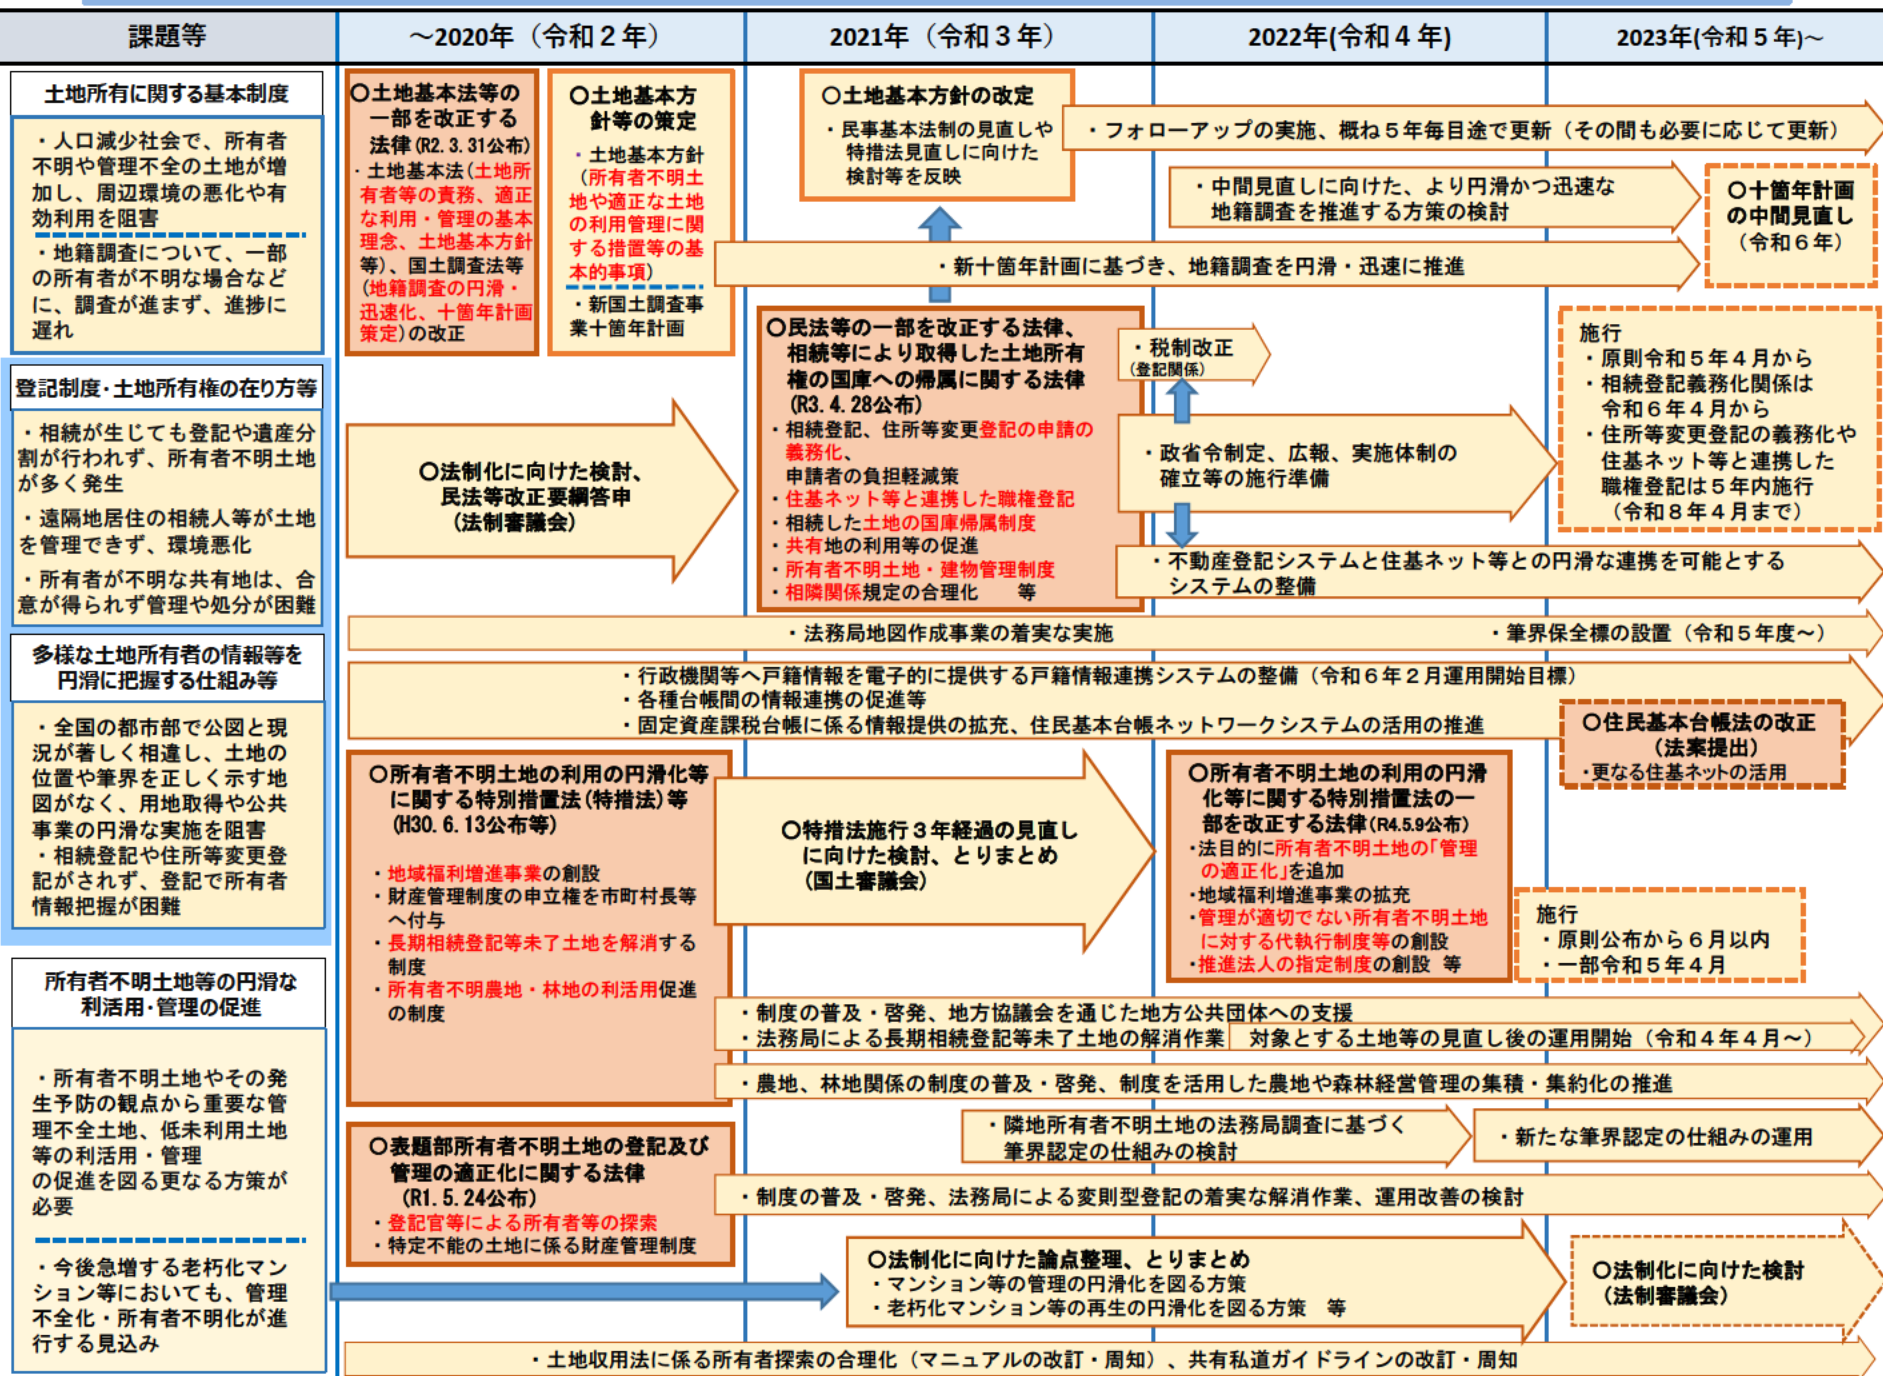 課題等
～2020年（令和２年）
2021年（令和３年）
2022年(令和４年)
2023年(令和５年)～
土地所有に関する基本制度
・人口減少社会で、所有者
不明や管理不全の土地が増
加し、周辺環境の悪化や有
効利用を阻害
・地籍調査について、一部
の所有者が不明な場合など
に、調査が進まず、進捗に
遅れ
〇土地基本法等の
一部を改正する
法律(R2.3.31公布)
・土地基本法(土地所
有者等の責務、適正
な利用・管理の基本
理念、土地基本方針
等)、国土調査法等
(地籍調査の円滑・
迅速化、十箇年計画
策定)の改正
〇土地基本方
針等の策定
・土地基本方針
（所有者不明土
地や適正な土地
の利用管理に関
する措置等の基
本的事項）
・新国土調査事
業十箇年計画
〇土地基本方針の改定
・民事基本法制の見直しや
特措法見直しに向けた
検討等を反映
・フォローアップの実施、概ね５年毎目途で更新（その間も必要に応じて更新）
・中間見直しに向けた、より円滑かつ迅速な
地籍調査を推進する方策の検討
〇十箇年計画
の中間見直し
（令和６年）
・新十箇年計画に基づき、地籍調査を円滑・迅速に推進
登記制度・土地所有権の在り方等
・相続が生じても登記や遺産分
割が行われず、所有者不明土地
が多く発生
・遠隔地居住の相続人等が土地
を管理できず、環境悪化
・所有者が不明な共有地は、合
意が得られず管理や処分が困難
〇法制化に向けた検討、
民法等改正要綱答申
(法制審議会)
〇民法等の一部を改正する法律、
相続等により取得した土地所有
権の国庫への帰属に関する法律
(R3.4.28公布)
・相続登記、住所等変更登記の申請の
義務化、
申請者の負担軽減策
・住基ネット等と連携した職権登記
・相続した土地の国庫帰属制度
・共有地の利用等の促進
・所有者不明土地・建物管理制度
・相隣関係規定の合理化　等
・税制改正
(登記関係)
・政省令制定、広報、実施体制の
確立等の施行準備
・不動産登記システムと住基ネット等との円滑な連携を可能とする
システムの整備
施行
・原則令和５年４月から
・相続登記義務化関係は
令和６年４月から
・住所等変更登記の義務化や
住基ネット等と連携した
職権登記は５年内施行
（令和８年４月まで）
・法務局地図作成事業の着実な実施
・筆界保全標の設置（令和５年度～）
多様な土地所有者の情報等を
円滑に把握する仕組み等
・全国の都市部で公図と現
況が著しく相違し、土地の
位置や筆界を正しく示す地
図がなく、用地取得や公共
事業の円滑な実施を阻害
・相続登記や住所等変更登
記がされず、登記で所有者
情報把握が困難
・行政機関等へ戸籍情報を電子的に提供する戸籍情報連携システムの整備（令和６年２月運用開始目標）
・各種台帳間の情報連携の促進等
・固定資産課税台帳に係る情報提供の拡充、住民基本台帳ネットワークシステムの活用の推進
〇住民基本台帳法の改正
（法案提出）
・更なる住基ネットの活用
〇所有者不明土地の利用の円滑化等
に関する特別措置法(特措法)等
(H30.6.13公布等)
・地域福利増進事業の創設
・財産管理制度の申立権を市町村長等
へ付与
・長期相続登記等未了土地を解消する
制度
・所有者不明農地・林地の利活用促進
の制度
〇特措法施行３年経過の見直し
に向けた検討、とりまとめ
(国土審議会)
〇所有者不明土地の利用の円滑
化等に関する特別措置法の一
部を改正する法律(R4.5.9公布)
・法目的に所有者不明土地の「管理
の適正化」を追加
・地域福利増進事業の拡充
・管理が適切でない所有者不明土地
に対する代執行制度等の創設
・推進法人の指定制度の創設 等
施行
・原則公布から６月以内
・一部令和５年４月
所有者不明土地等の円滑な
利活用・管理の促進
・所有者不明土地やその発
生予防の観点から重要な管
理不全土地、低未利用土地
等の利活用・管理
の促進を図る更なる方策が
必要
・今後急増する老朽化マン
ション等においても、管理
不全化・所有者不明化が進
行する見込み
・制度の普及・啓発、地方協議会を通じた地方公共団体への支援
・法務局による長期相続登記等未了土地の解消作業
対象とする土地等の見直し後の運用開始（令和４年４月～）
・農地、林地関係の制度の普及・啓発、制度を活用した農地や森林経営管理の集積・集約化の推進
・隣地所有者不明土地の法務局調査に基づく
筆界認定の仕組みの検討
・新たな筆界認定の仕組みの運用
〇表題部所有者不明土地の登記及び
管理の適正化に関する法律
(R1.5.24公布)
・登記官等による所有者等の探索
・特定不能の土地に係る財産管理制度
・制度の普及・啓発、法務局による変則型登記の着実な解消作業、運用改善の検討
〇法制化に向けた論点整理、とりまとめ
・マンション等の管理の円滑化を図る方策
・老朽化マンション等の再生の円滑化を図る方策　等
〇法制化に向けた検討
(法制審議会)
・土地収用法に係る所有者探索の合理化（マニュアルの改訂・周知）、共有私道ガイドラインの改訂・周知